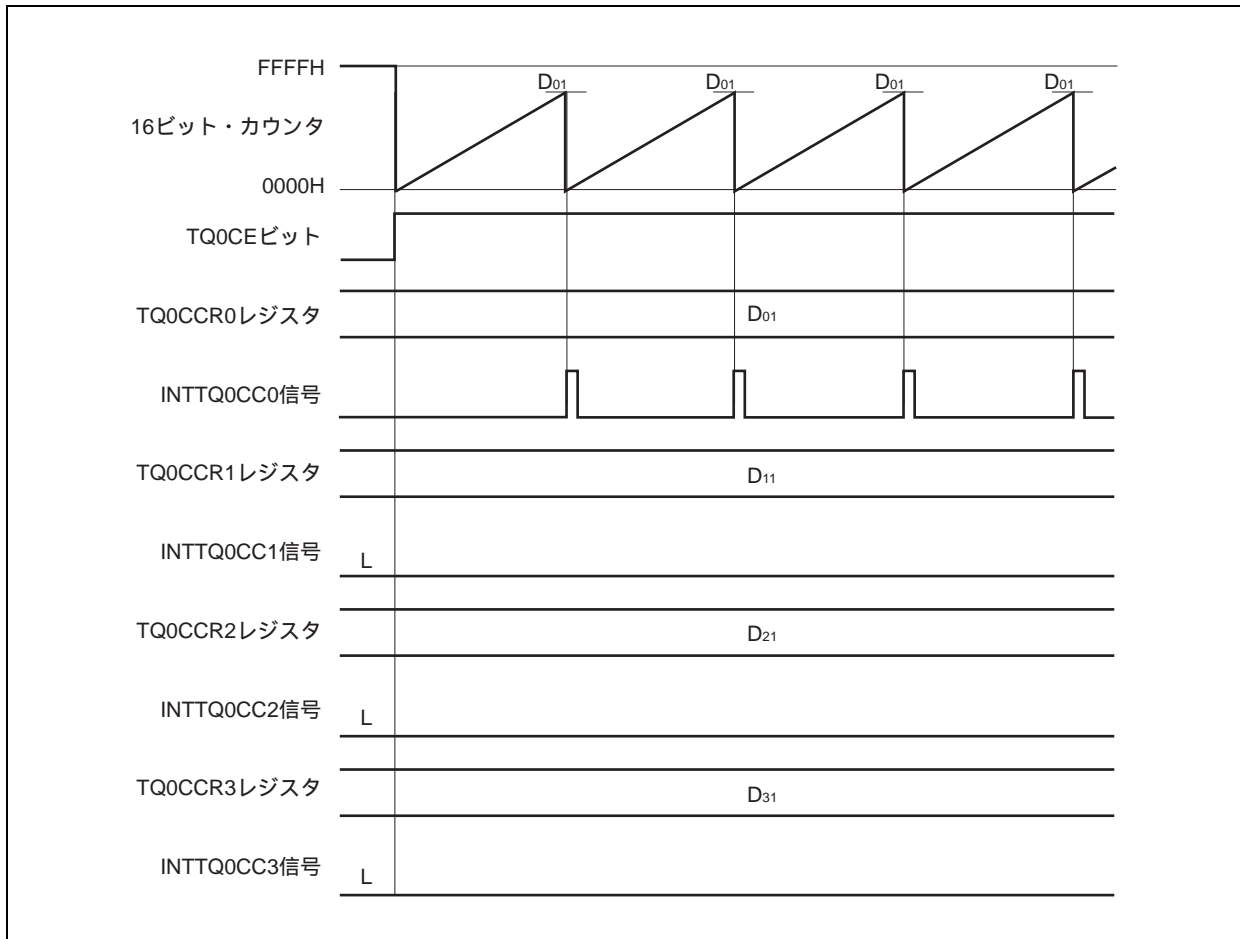 FFFFH
D01 D01 D01 D01
16ビット・カウンタ
0000H
TQ0CEビット
TQ0CCR0レジスタ
D01
INTTQ0CC0信号
TQ0CCR1レジスタ
D11
INTTQ0CC1信号
L
TQ0CCR2レジスタ
D21
INTTQ0CC2信号
L
TQ0CCR3レジスタ
D31
INTTQ0CC3信号
L